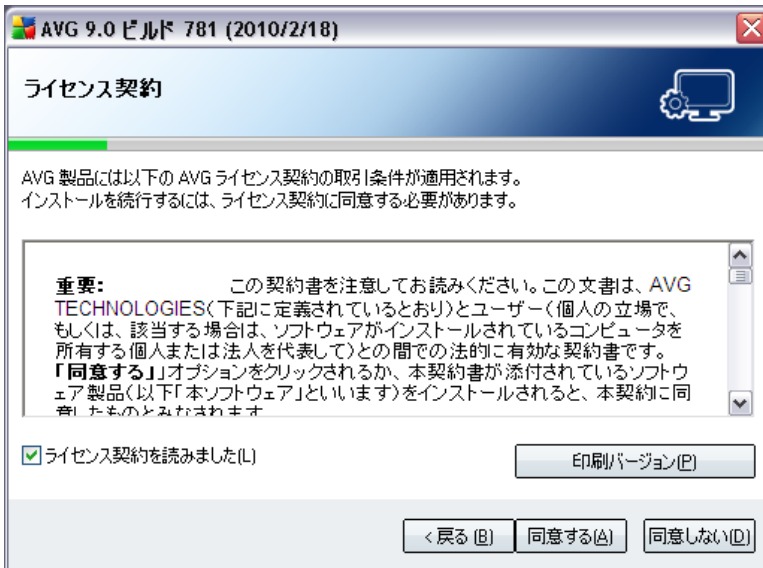 AVG 9.0 ビルド 781 (2010/2/18)
ライセンス契約
AVG 製品には以下の AVG ライセンス契約の取引条件が適用されます。
インストールを続行するには、ライセンス契約に同意する必要があります。
重要: この契約書を注意してお読みください。この文書は、AVG
TECHNOLOGIES(下記に定義されているとおり)とユーザー(個人の立場で、
もしくは、該当する場合は、ソフトウェアがインストールされているコンピュータを
所有する個人または法人を代表して)との間での法的に有効な契約書です。
「同意する」」オプションをクリックされるか、本契約書が添付されているソフトウ
ェア製品(以下「本ソフトウェア」といいます)をインストールされると、本契約に同
意したものとみなされます
ライセンス契約を読みました(L)
印刷バージョン(P)
< 戻る (B)
同意する(A)
同意しない(D)